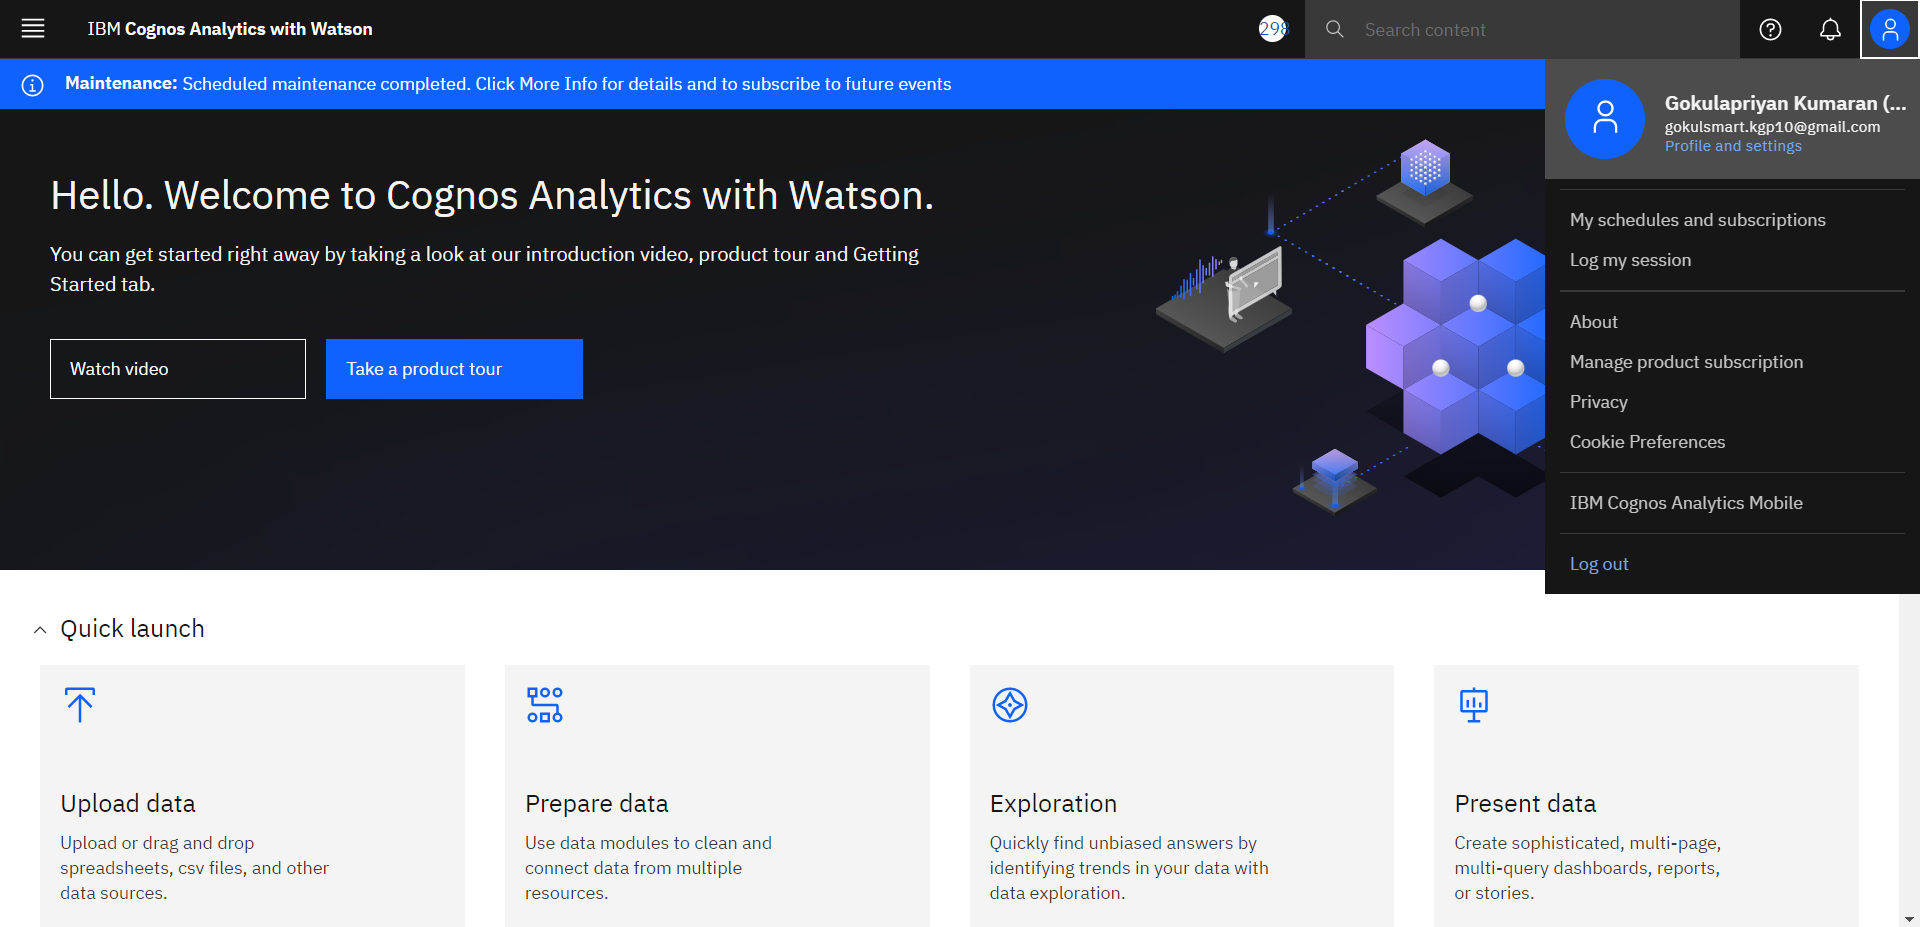 IBM Cognos Analytics with Watson
298
Search content
Maintenance: Scheduled maintenance completed. Click More Info for details and to subscribe to future events
Gokulapriyan Kumaran (...
gokulsmart.kgp10@gmail.com
Profile and settings
My schedules and subscriptions
Log my session
About
Manage product subscription
Privacy
Cookie Preferences
IBM Cognos Analytics Mobile
Log out
Hello. Welcome to Cognos Analytics with Watson.
You can get started right away by taking a look at our introduction video, product tour and Getting
Started tab.
Watch video
Take a product tour
Quick launch
Upload data
Upload or drag and drop
spreadsheets, csv files, and other
data sources.
Prepare data
Use data modules to clean and
connect data from multiple
resources.
Exploration
Quickly find unbiased answers by
identifying trends in your data with
data exploration.
Present data
Create sophisticated, multi-page,
multi-query dashboards, reports,
or stories.